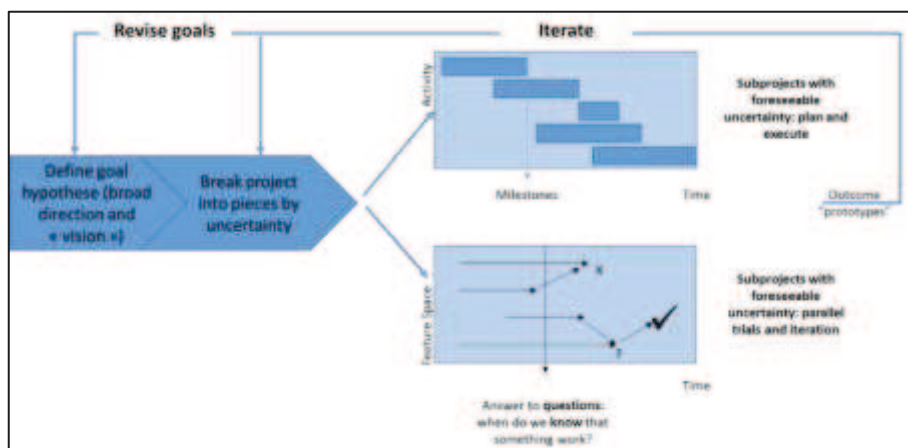 Revise goals
Iterate
Define goal
hypothese (broad
direction and
« vision »)
Break project
into pieces by
uncertainty
Activity
Milestones
Time
Subprojects with
foreseeable
uncertainty: plan and
execute
Outcome
"prototypes"
Feature Space
X
?
Time
Subprojects with
foreseeable
uncertainty: parallel
trials and iteration
Answer to questions:
when do we know that
something work?